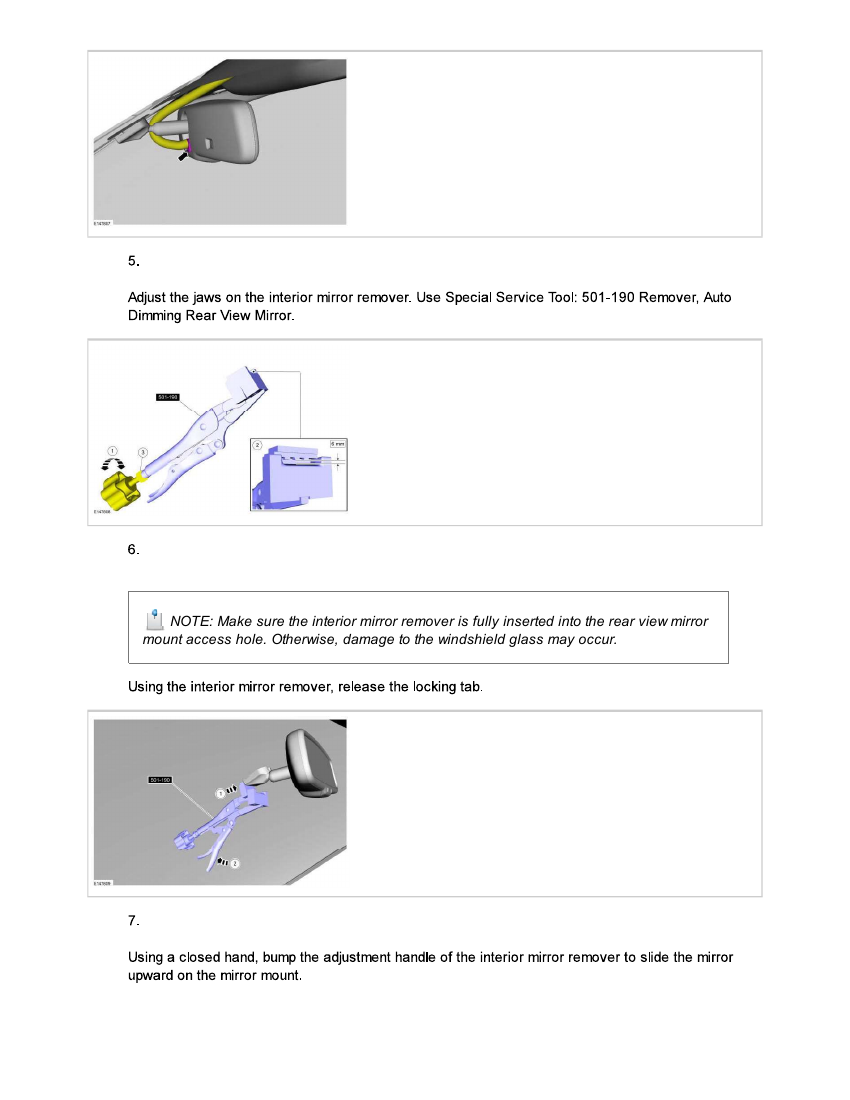 E147807
5.
Adjust the jaws on the interior mirror remover. Use Special Service Tool: 501-190 Remover, Auto
Dimming Rear View Mirror.
501-190
1
3
2
6 mm
E147808
6.
NOTE: Make sure the interior mirror remover is fully inserted into the rear view mirror
mount access hole. Otherwise, damage to the windshield glass may occur.
Using the interior mirror remover, release the locking tab.
501-190
1
2
E147809
7.
Using a closed hand, bump the adjustment handle of the interior mirror remover to slide the mirror
upward on the mirror mount.